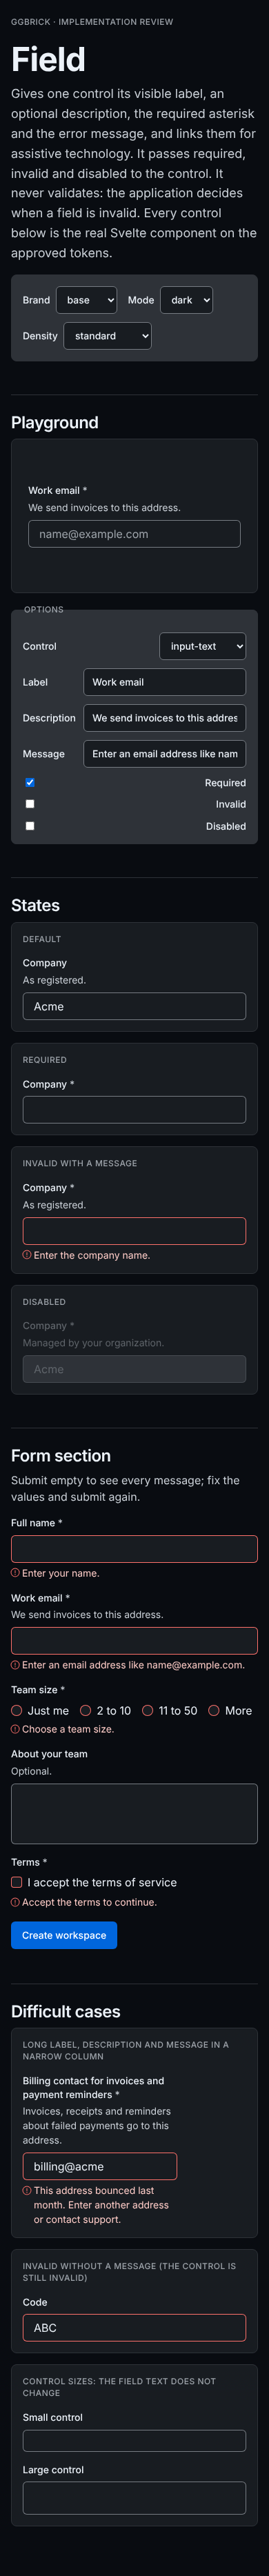 GGBRICK · IMPLEMENTATION REVIEW
Field
Gives one control its visible label, an
optional description, the required asterisk
and the error message, and links them for
assistive technology. It passes required,
invalid and disabled to the control. It
never validates: the application decides
when a field is invalid. Every control
below is the real Svelte component on the
approved tokens.
Brand base Mode dark
Density standard
Playground
Work email *
We send invoices to this address.
name@example.com
OPTIONS
Control input-text
Label Work email
Description We send invoices to this addres
Message Enter an email address like nam
Required
Invalid
Disabled
States
DEFAULT
Company
As registered.
Acme
REQUIRED
Company *
INVALID WITH A MESSAGE
Company *
As registered.
Enter the company name.
DISABLED
Company *
Managed by your organization.
Acme
Form section
Submit empty to see every message; fix the
values and submit again.
Full name *
Enter your name.
Work email *
We send invoices to this address.
Enter an email address like name@example.com.
Team size *
Just me 2 to 10 11 to 50 More
Choose a team size.
About your team
Optional.
Terms *
I accept the terms of service
Accept the terms to continue.
Create workspace
Difficult cases
LONG LABEL, DESCRIPTION AND MESSAGE IN A
NARROW COLUMN
Billing contact for invoices and
payment reminders *
Invoices, receipts and reminders
about failed payments go to this
address.
billing@acme
This address bounced last
month. Enter another address
or contact support.
INVALID WITHOUT A MESSAGE (THE CONTROL IS
STILL INVALID)
Code
ABC
CONTROL SIZES: THE FIELD TEXT DOES NOT
CHANGE
Small control
Large control